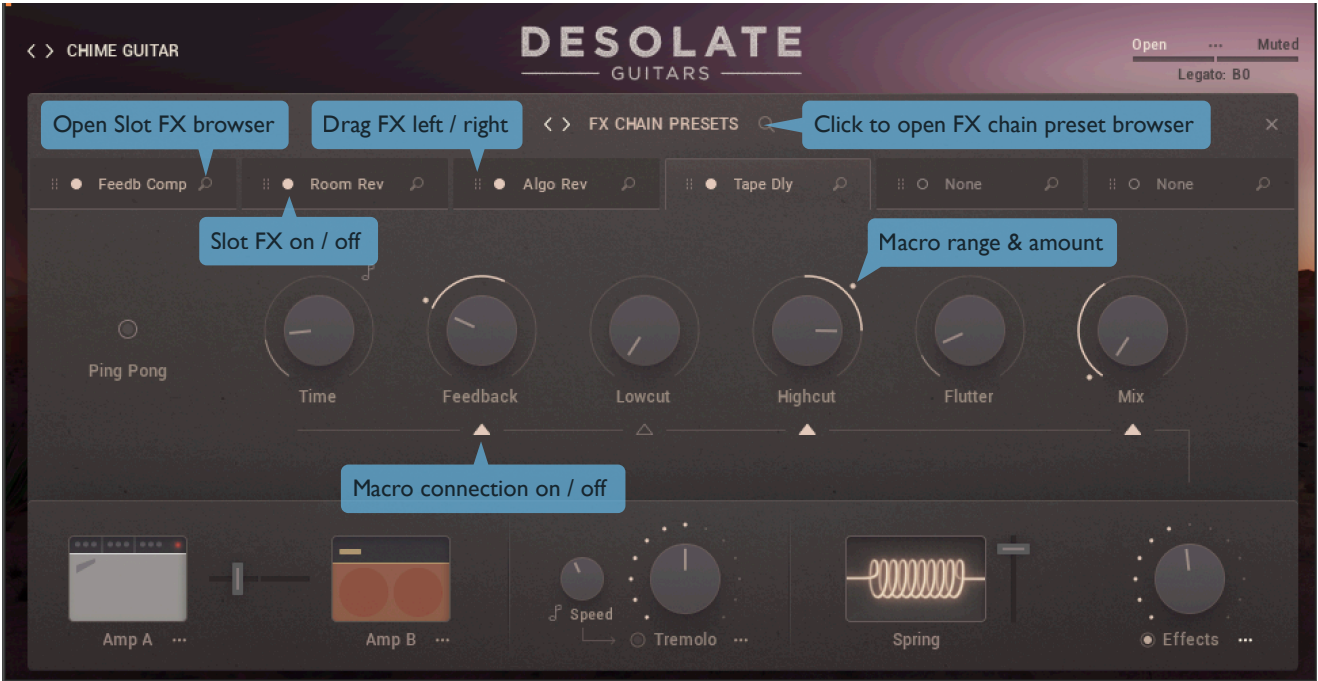 CHIME GUITAR
DESOLATE
GUITARS
Open ... Muted
Legato: B0
Open Slot FX browser
Drag FX left / right
FX CHAIN PRESETS
Click to open FX chain preset browser
Feedb Comp
Room Rev
Algo Rev
Tape Dly
None
None
Slot FX on / off
Macro range & amount
Ping Pong
Time
Feedback
Lowcut
Highcut
Flutter
Mix
Macro connection on / off
Amp A ...
Amp B ...
Speed
Tremolo ...
Spring
Effects ...